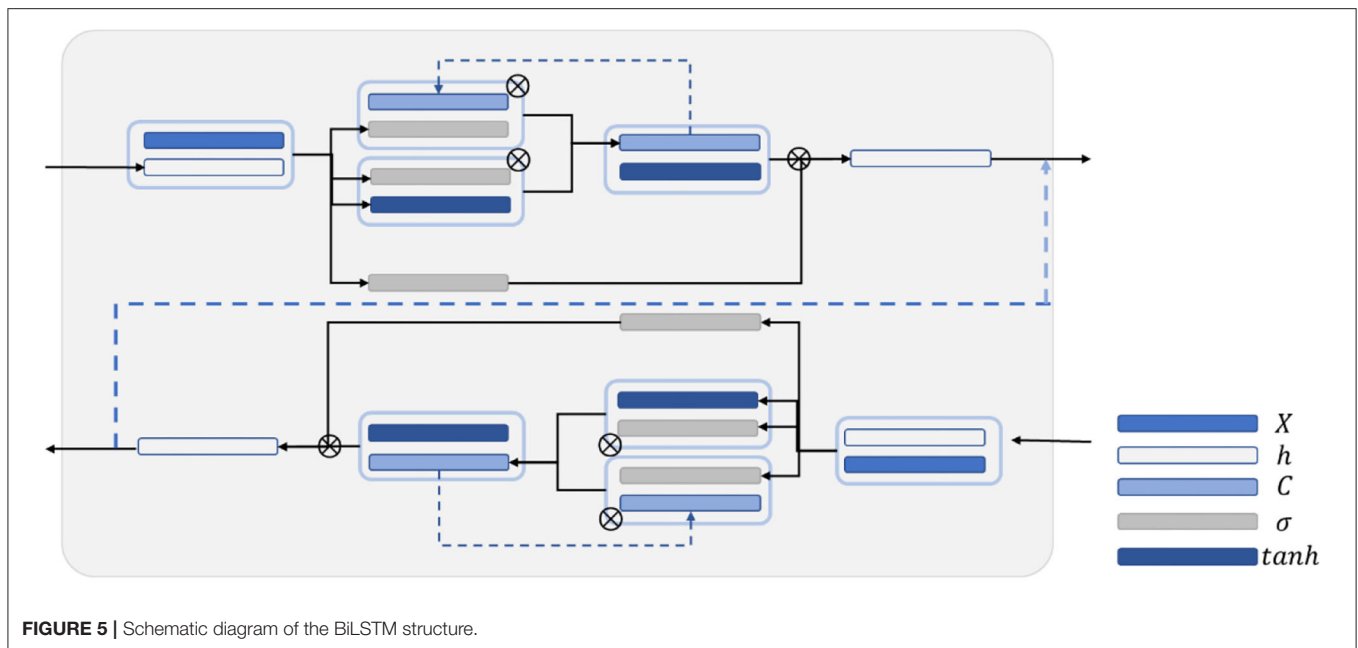 X
h
C
σ
tanh
FIGURE 5 | Schematic diagram of the BiLSTM structure.